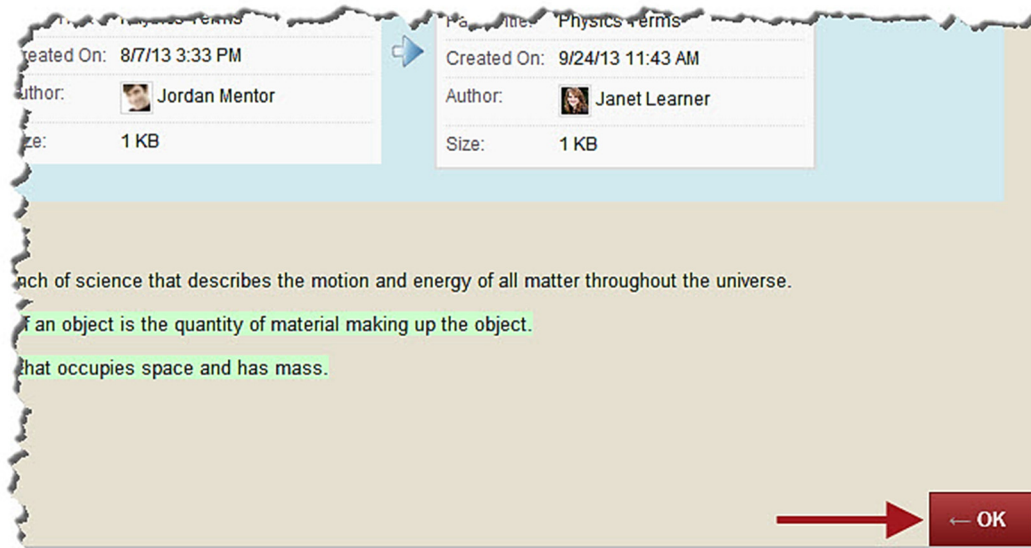 Physics Terms
Physics Terms
Created On: 8/7/13 3:33 PM
Created On: 9/24/13 11:43 AM
Jordan Mentor
Author: Janet Learner
1 KB
Size: 1 KB
of science that describes the motion and energy of all matter throughout the universe.
an object is the quantity of material making up the object.
that occupies space and has mass.
← OK